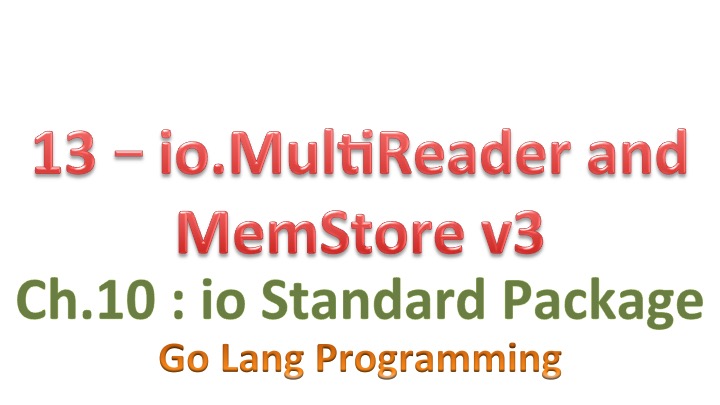 13 – io.MultiReader and
MemStore v3
Ch.10 : io Standard Package
Go Lang Programming